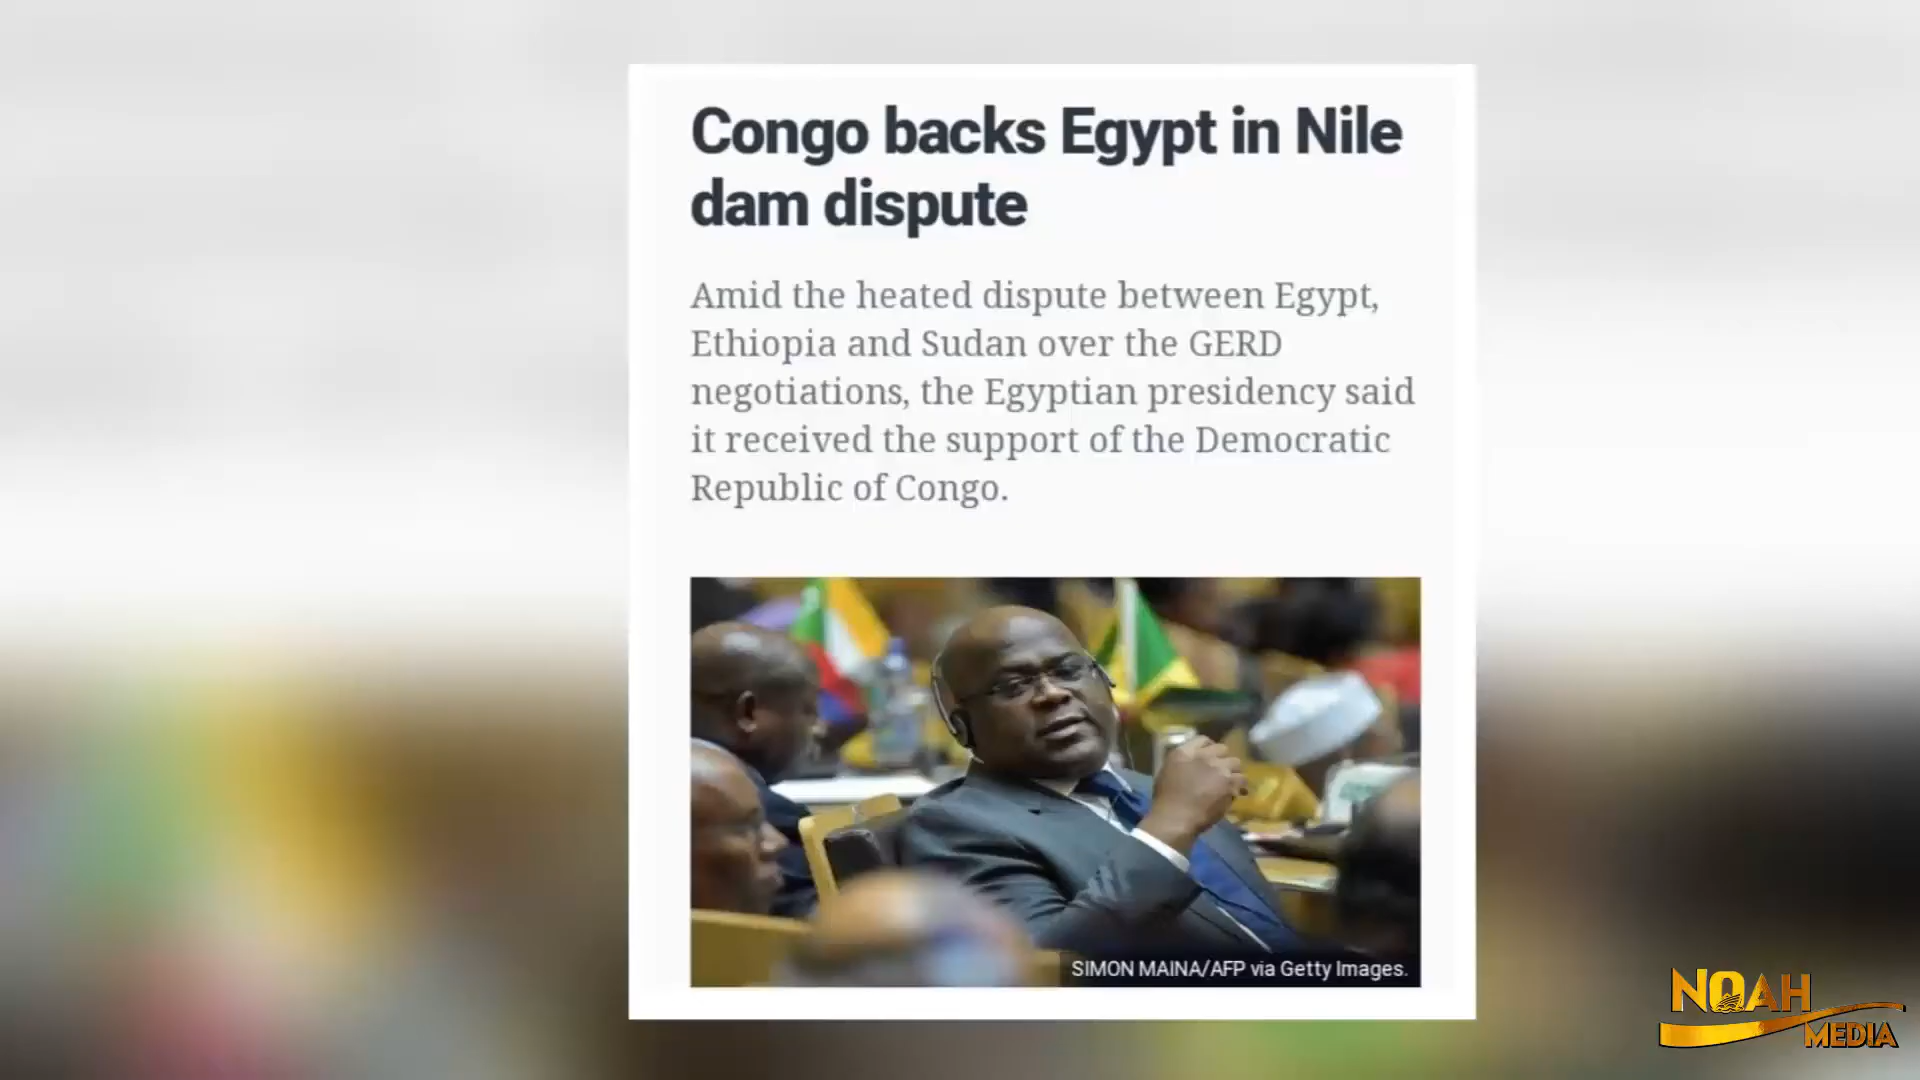 Congo backs Egypt in Nile
dam dispute
Amid the heated dispute between Egypt,
Ethiopia and Sudan over the GERD
negotiations, the Egyptian presidency said
it received the support of the Democratic
Republic of Congo.
SIMON MAINA/AFP via Getty Images.
NOAH
MEDIA